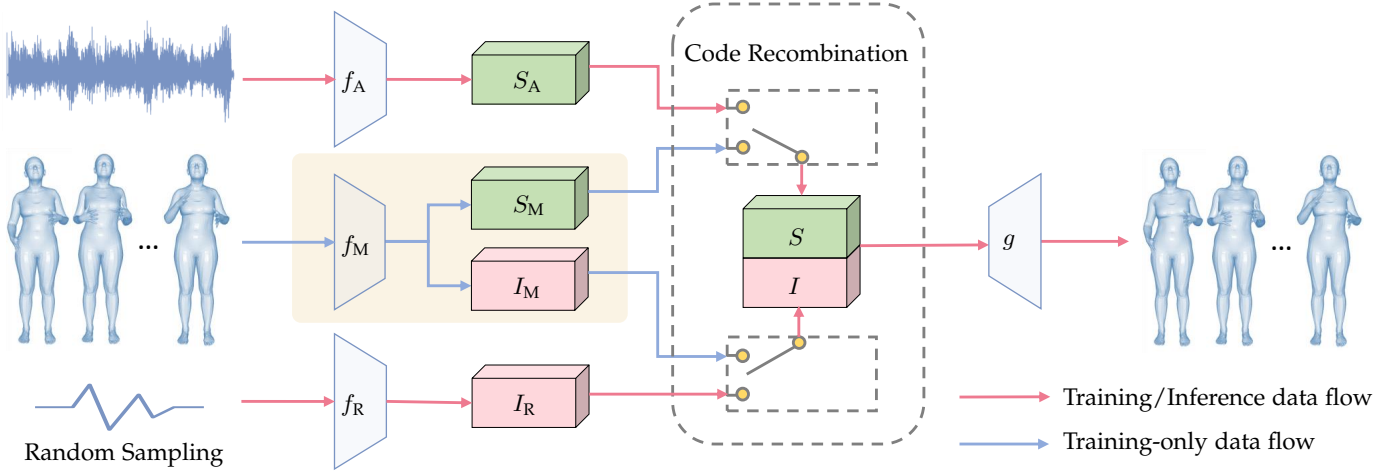 Code Recombination
f_A
S_A
S_M
f_M
...
I_M
S
I
g
...
f_R
I_R
Random Sampling
Training/Inference data flow
Training-only data flow